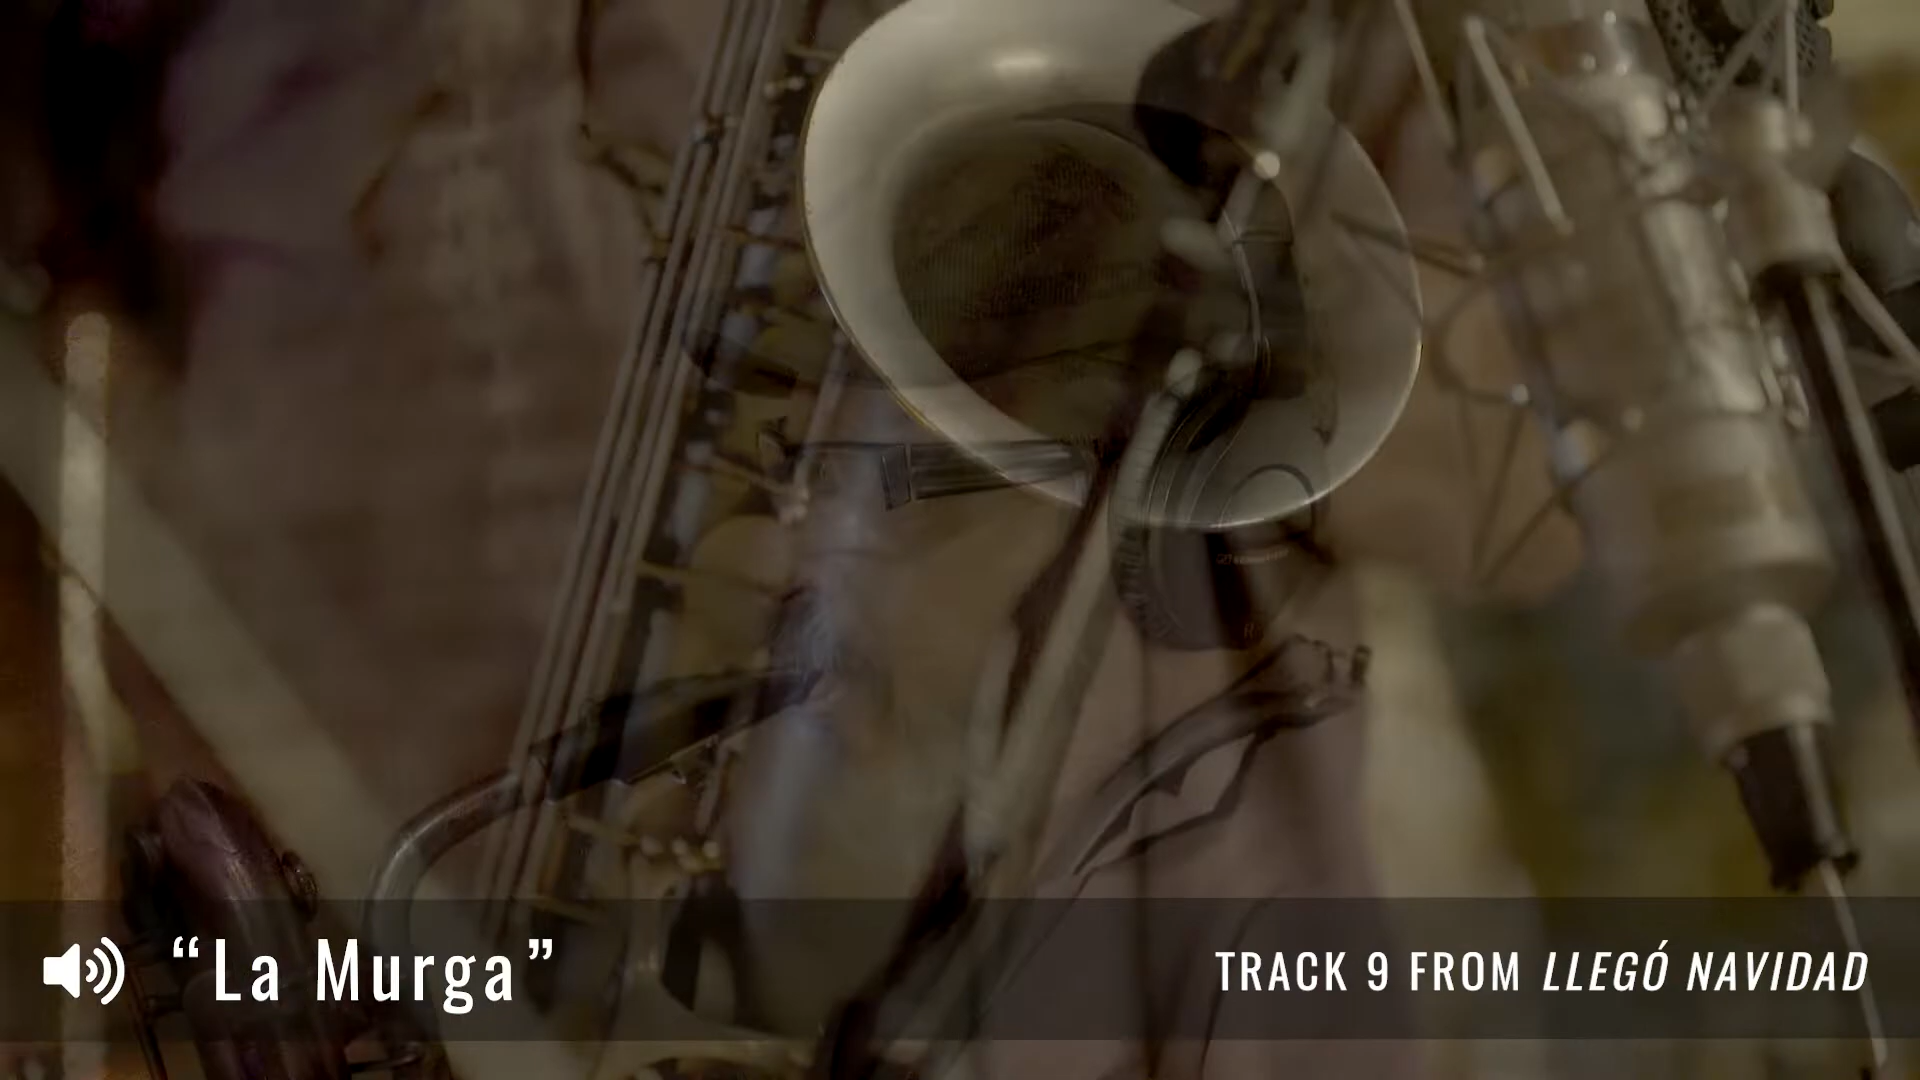 “La Murga”
TRACK 9 FROM LLEGÓ NAVIDAD
R